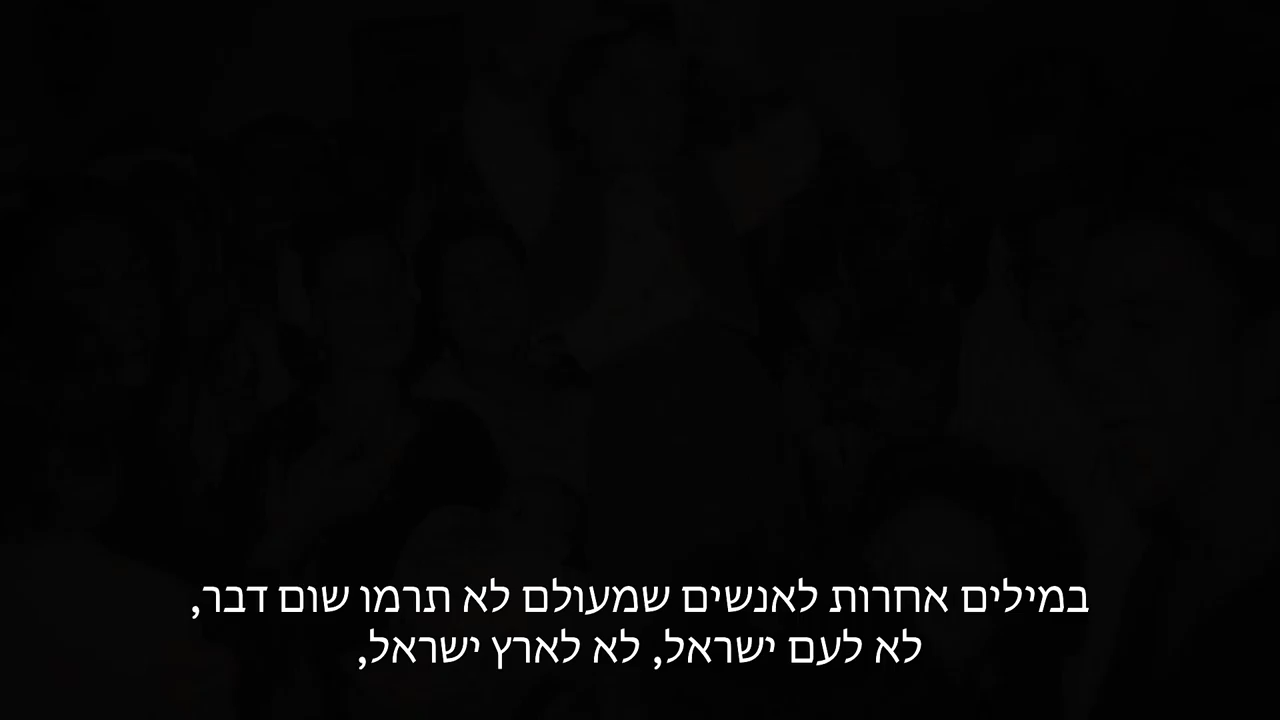 במילים אחרות לאנשים שמעולם לא תרמו שום דבר,
לא לעם ישראל, לא לארץ ישראל,